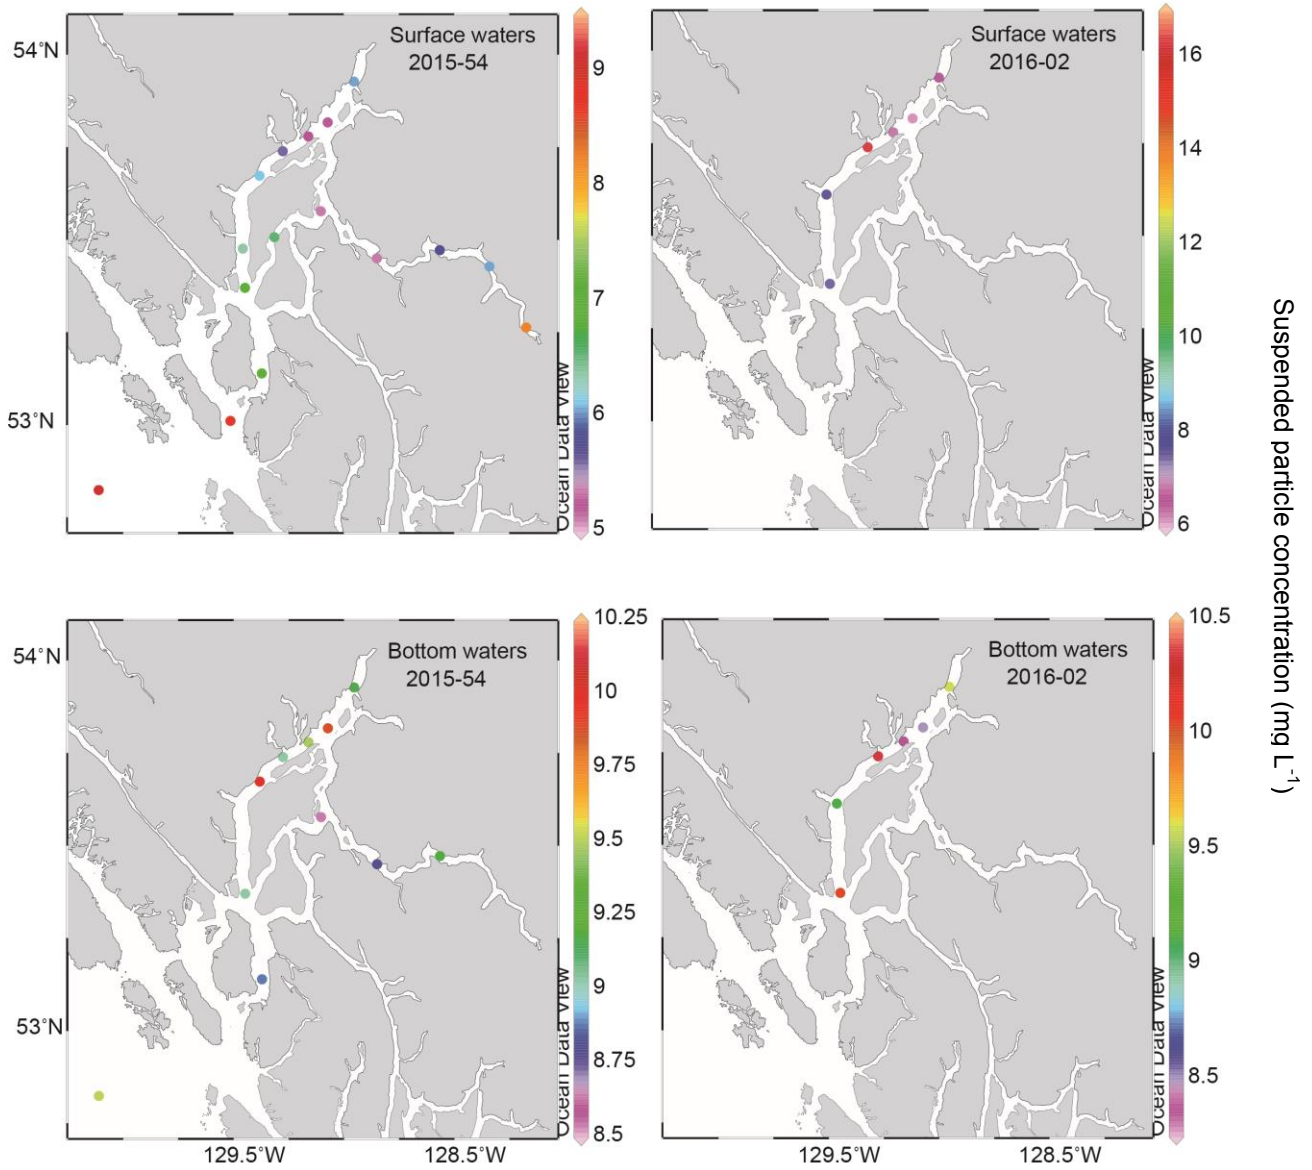 Surface waters
2015-54
54°N
53°N
Ocean Data View
9
8
7
6
5
Surface waters
2016-02
Ocean Data View
16
14
12
10
8
6
Suspended particle concentration (mg L⁻¹)
Bottom waters
2015-54
54°N
53°N
129.5°W
128.5°W
Ocean Data View
10.25
10
9.75
9.5
9.25
9
8.75
8.5
Bottom waters
2016-02
129.5°W
128.5°W
Ocean Data View
10.5
10
9.5
9
8.5